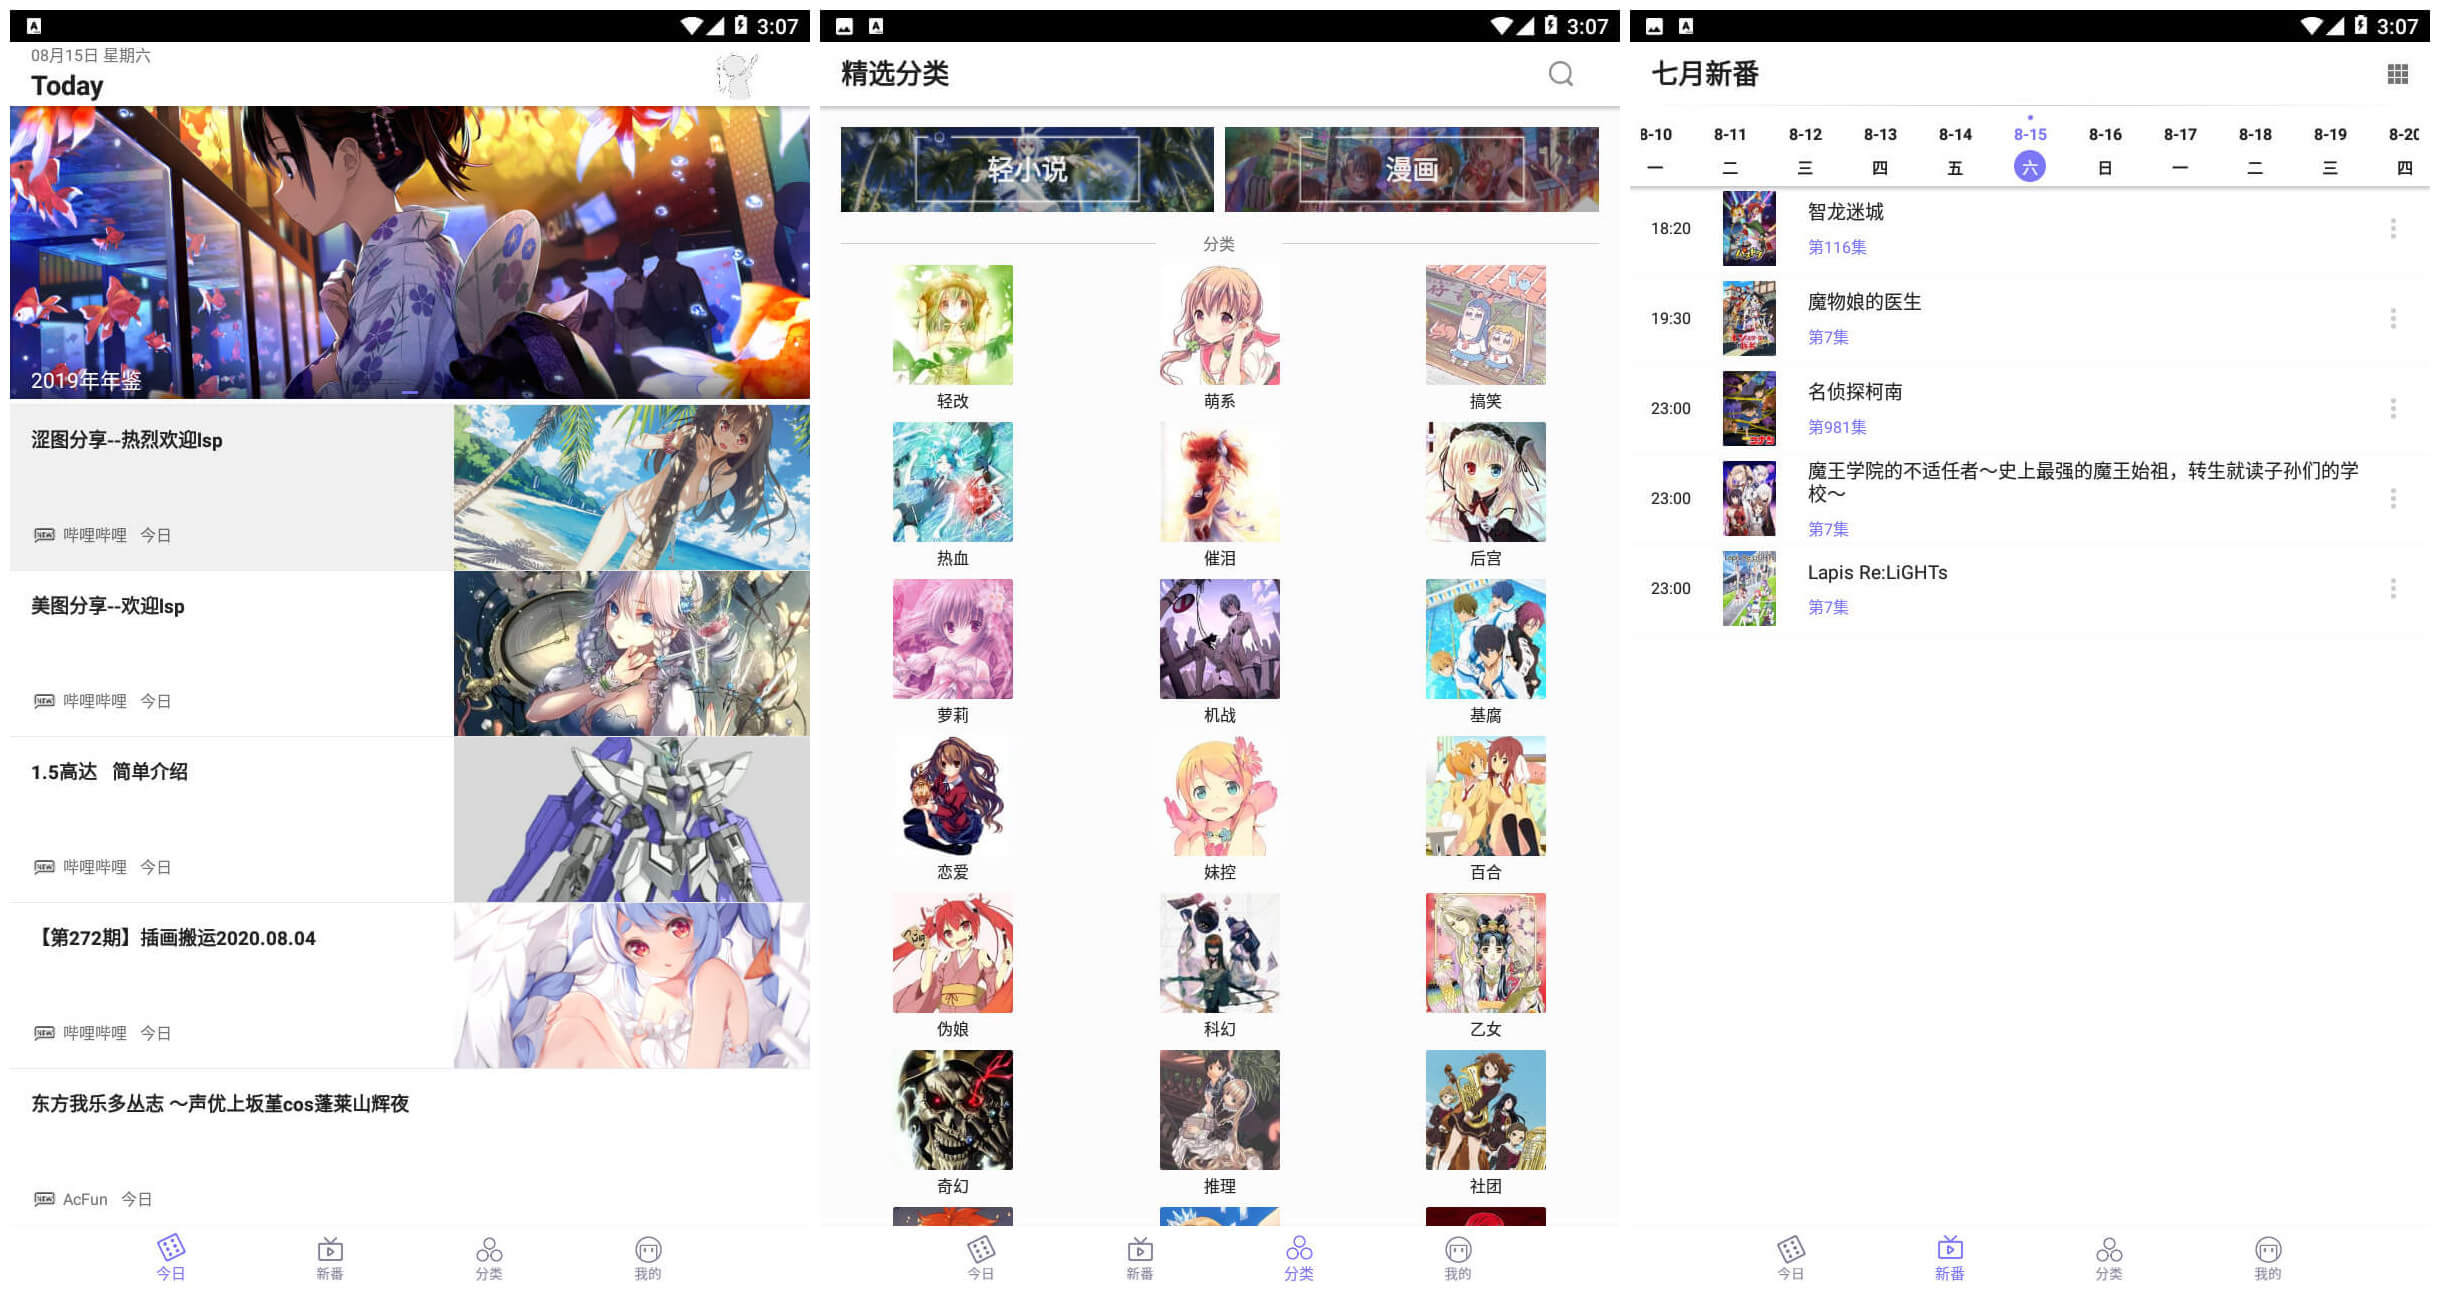 3:07
08月15日 星期六
Today
2019年年鉴
涩图分享--热烈欢迎lsp
哔哩哔哩 今日
美图分享--欢迎lsp
哔哩哔哩 今日
1.5高达 简单介绍
哔哩哔哩 今日
【第272期】插画搬运2020.08.04
哔哩哔哩 今日
东方我乐多丛志 ～声优上坂堇cos蓬莱山辉夜
AcFun 今日
今日 新番 分类 我的
3:07
精选分类
轻小说 漫画
分类
轻改 萌系 搞笑
热血 催泪 后宫
萝莉 机战 基腐
恋爱 妹控 百合
伪娘 科幻 乙女
奇幻 推理 社团
今日 新番 分类 我的
3:07
七月新番
8-10 8-11 8-12 8-13 8-14 8-15 8-16 8-17 8-18 8-19 8-20
一 二 三 四 五 六 日 一 二 三 四
18:20
智龙迷城
第116集
19:30
魔物娘的医生
第7集
23:00
名侦探柯南
第981集
23:00
魔王学院的不适任者～史上最强的魔王始祖，转生就读子孙们的学
校～
第7集
23:00
Lapis Re:LiGHTs
第7集
今日 新番 分类 我的